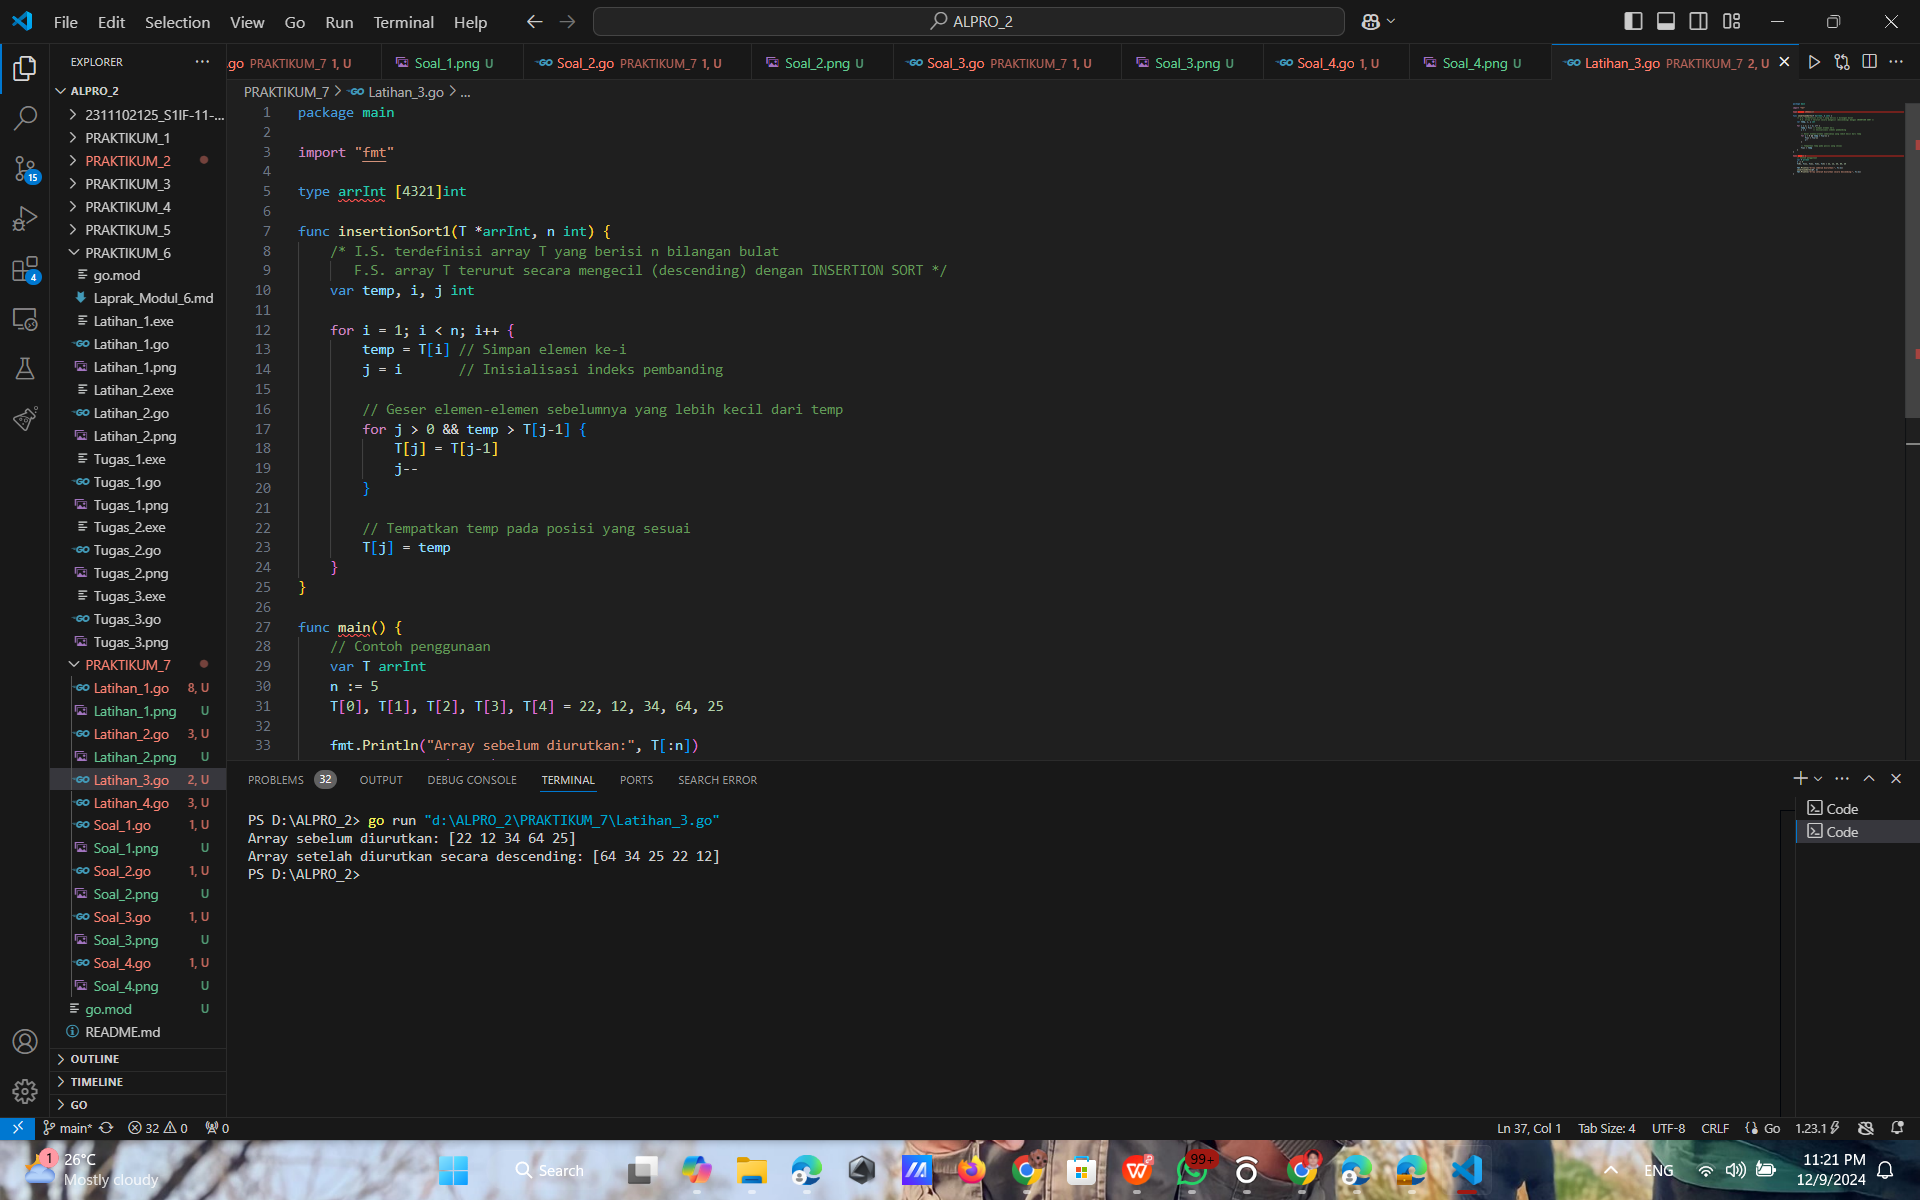 File Edit Selection View Go Run Terminal Help
ALPRO_2
EXPLORER
.go PRAKTIKUM_7 1, U
Soal_1.png U
Soal_2.go PRAKTIKUM_7 1, U
Soal_2.png U
Soal_3.go PRAKTIKUM_7 1, U
Soal_3.png U
Soal_4.go 1, U
Soal_4.png U
Latihan_3.go PRAKTIKUM_7 2, U
ALPRO_2
2311102125_S1IF-11-...
PRAKTIKUM_1
PRAKTIKUM_2
PRAKTIKUM_3
PRAKTIKUM_4
PRAKTIKUM_5
PRAKTIKUM_6
go.mod
Laprak_Modul_6.md
Latihan_1.exe
Latihan_1.go
Latihan_1.png
Latihan_2.exe
Latihan_2.go
Latihan_2.png
Tugas_1.exe
Tugas_1.go
Tugas_1.png
Tugas_2.exe
Tugas_2.go
Tugas_2.png
Tugas_3.exe
Tugas_3.go
Tugas_3.png
PRAKTIKUM_7
Latihan_1.go 8, U
Latihan_1.png U
Latihan_2.go 3, U
Latihan_2.png U
Latihan_3.go 2, U
Latihan_4.go 3, U
Soal_1.go 1, U
Soal_1.png U
Soal_2.go 1, U
Soal_2.png U
Soal_3.go 1, U
Soal_3.png U
Soal_4.go 1, U
Soal_4.png U
go.mod U
README.md
OUTLINE
TIMELINE
GO
15
4
PRAKTIKUM_7 > Latihan_3.go > ...
1 package main
2
3 import "fmt"
4
5 type arrInt [4321]int
6
7 func insertionSort1(T *arrInt, n int) {
8 /* I.S. terdefinisi array T yang berisi n bilangan bulat
9 F.S. array T terurut secara mengecil (descending) dengan INSERTION SORT */
10 var temp, i, j int
11
12 for i = 1; i < n; i++ {
13 temp = T[i] // Simpan elemen ke-i
14 j = i // Inisialisasi indeks pembanding
15
16 // Geser elemen-elemen sebelumnya yang lebih kecil dari temp
17 for j > 0 && temp > T[j-1] {
18 T[j] = T[j-1]
19 j--
20 }
21
22 // Tempatkan temp pada posisi yang sesuai
23 T[j] = temp
24 }
25 }
26
27 func main() {
28 // Contoh penggunaan
29 var T arrInt
30 n := 5
31 T[0], T[1], T[2], T[3], T[4] = 22, 12, 34, 64, 25
32
33 fmt.Println("Array sebelum diurutkan:", T[:n])
PROBLEMS 32 OUTPUT DEBUG CONSOLE TERMINAL PORTS SEARCH ERROR
PS D:\ALPRO_2> go run "d:\ALPRO_2\PRAKTIKUM_7\Latihan_3.go"
Array sebelum diurutkan: [22 12 34 64 25]
Array setelah diurutkan secara descending: [64 34 25 22 12]
PS D:\ALPRO_2>
Code
Code
main* 32 0 0
Ln 37, Col 1 Tab Size: 4 UTF-8 CRLF Go 1.23.1
1
26°C
Mostly cloudy
Search
99+
ENG
11:21 PM
12/9/2024